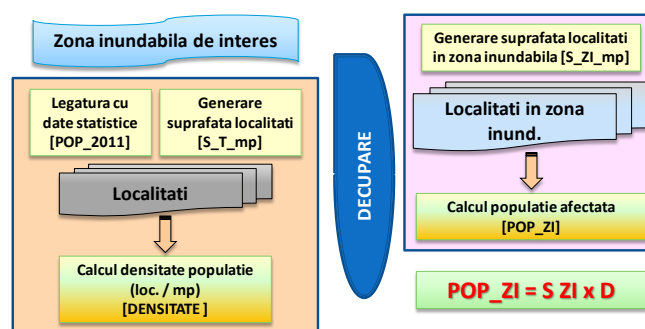 Zona inundabila de interes
Legatura cu
date statistice
[POP_2011]
Generare
suprafata localitati
[S_T_mp]
Localitati
Calcul densitate populatie
(loc. / mp)
[DENSITATE ]
DECUPARE
Generare suprafata localitati
in zona inundabila [S_ZI_mp]
Localitati in zona
inund.
Calcul populatie afectata
[POP_ZI]
POP_ZI = S ZI x D